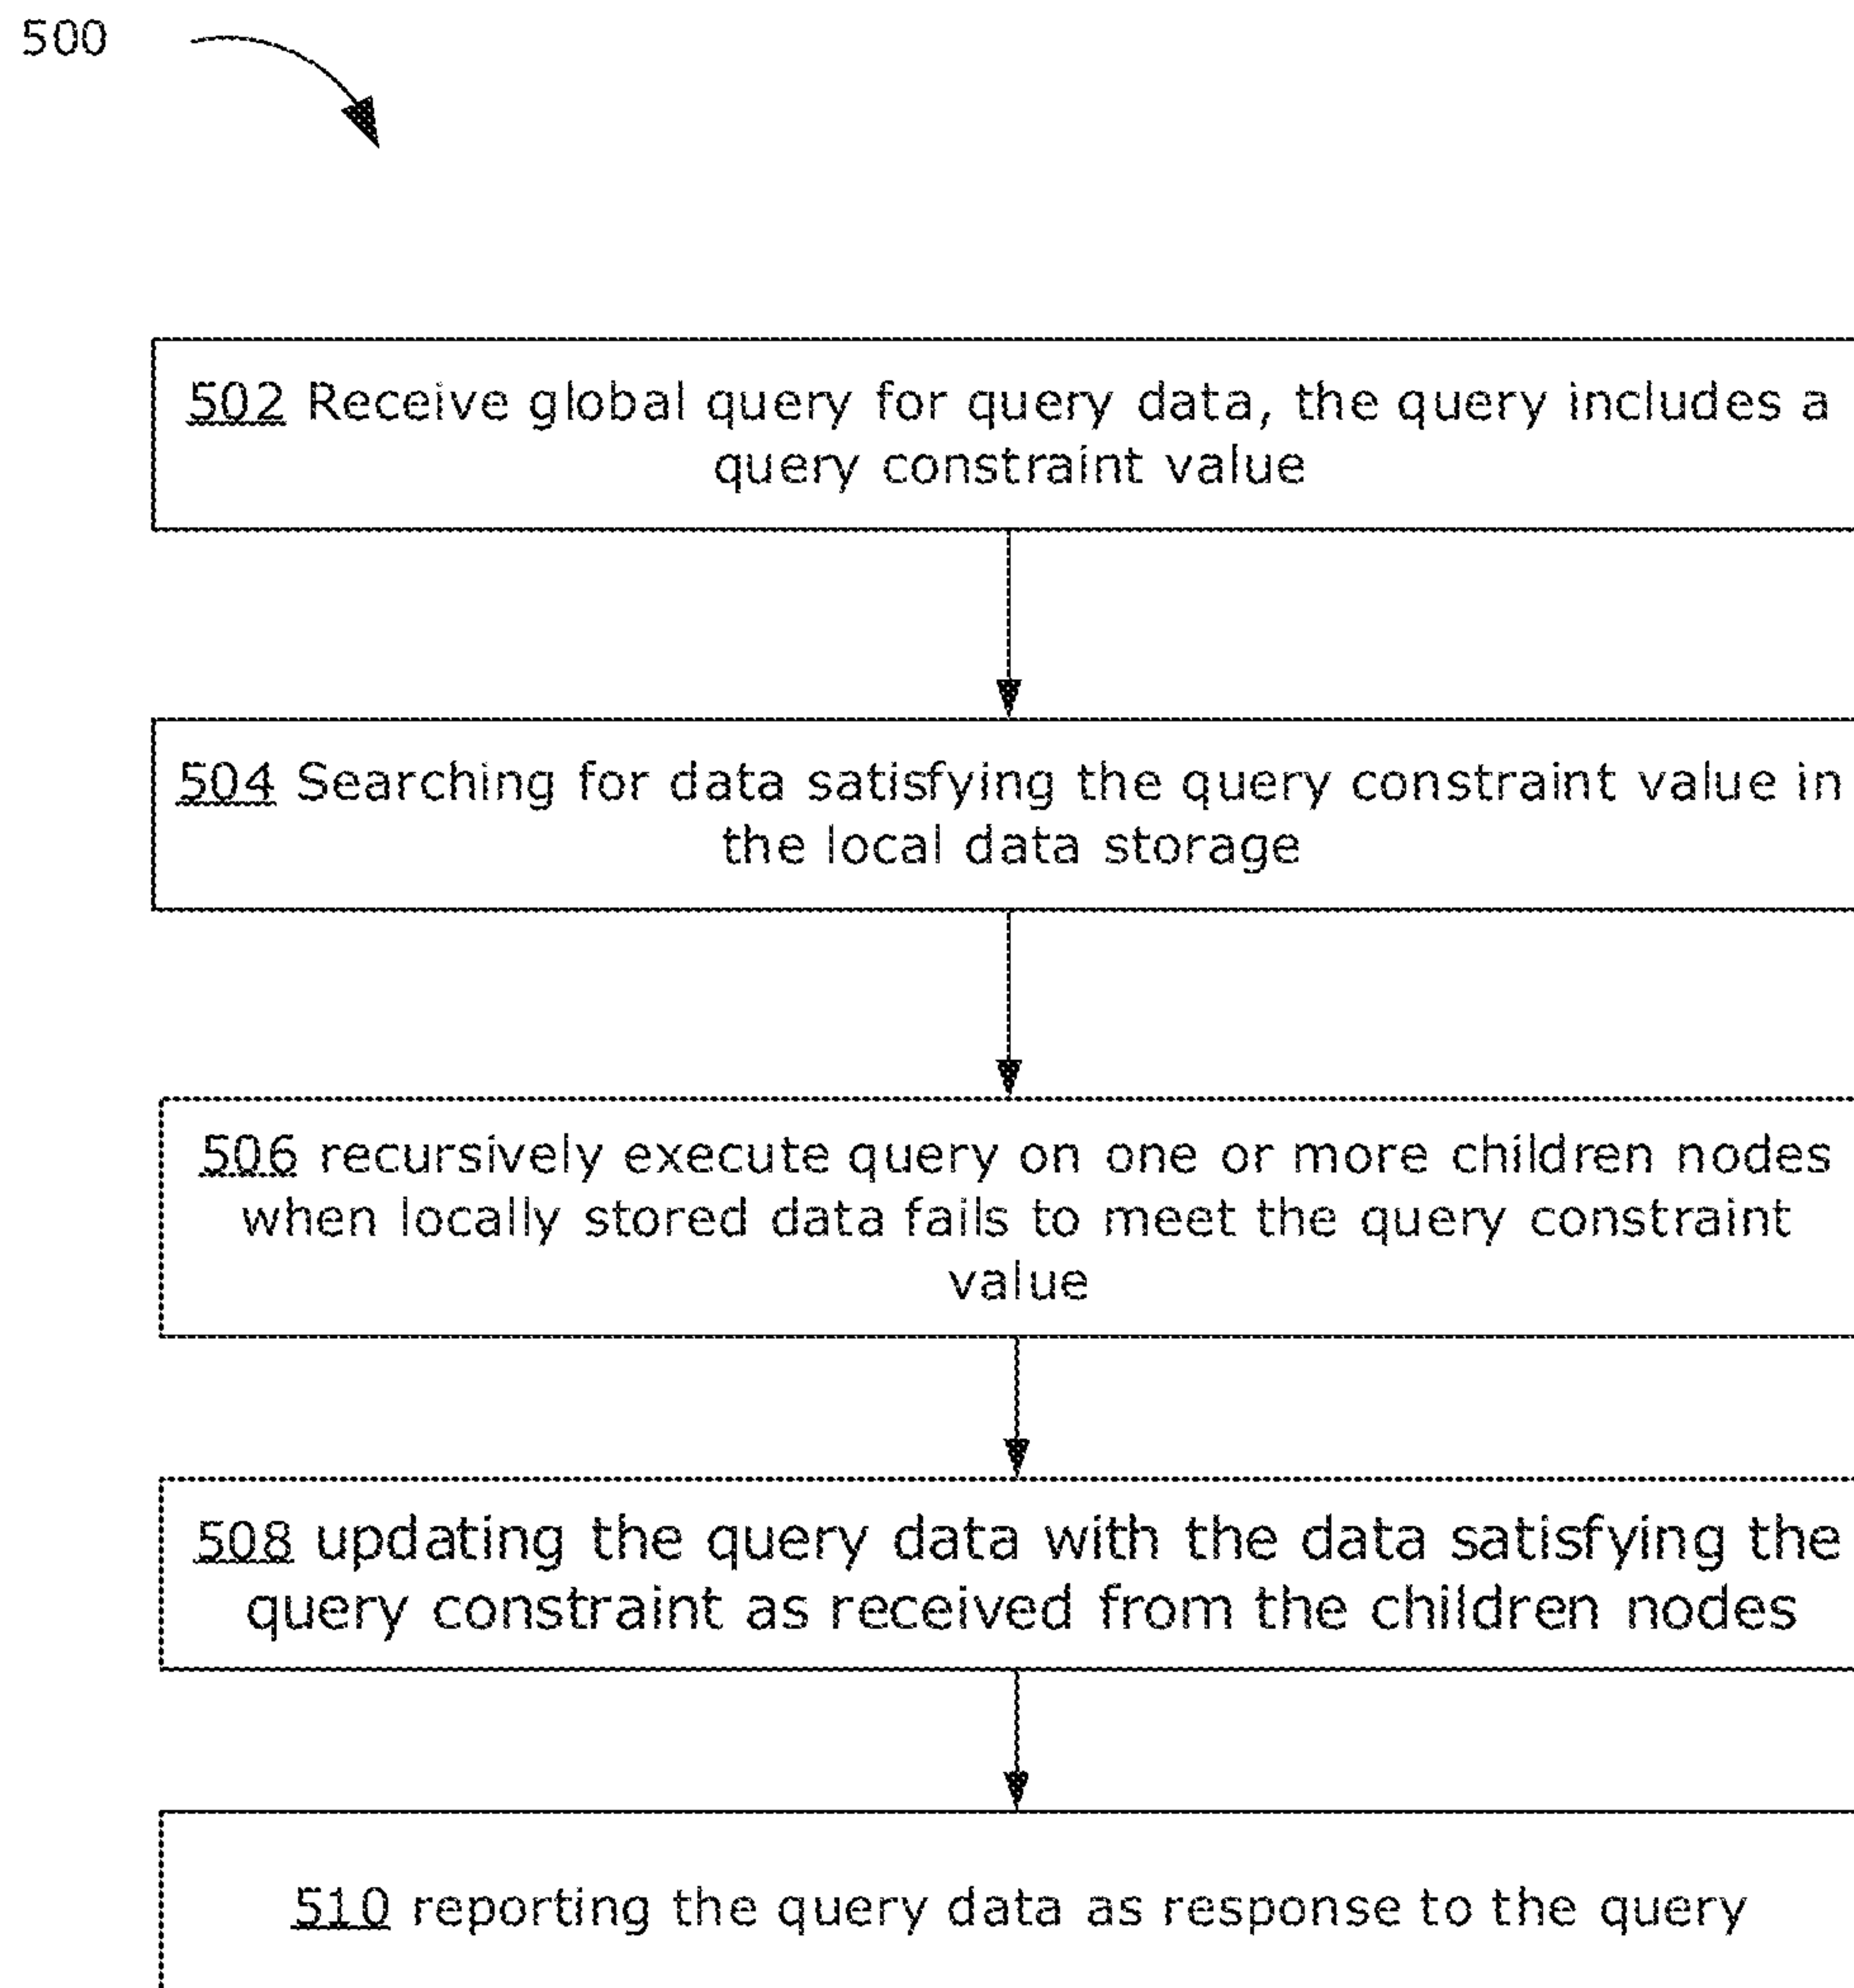 500
502 Receive global query for query data, the query includes a
query constraint value
504 Searching for data satisfying the query constraint value in
the local data storage
506 recursively execute query on one or more children nodes
when locally stored data fails to meet the query constraint
value
508 updating the query data with the data satisfying the
query constraint as received from the children nodes
510 reporting the query data as response to the query